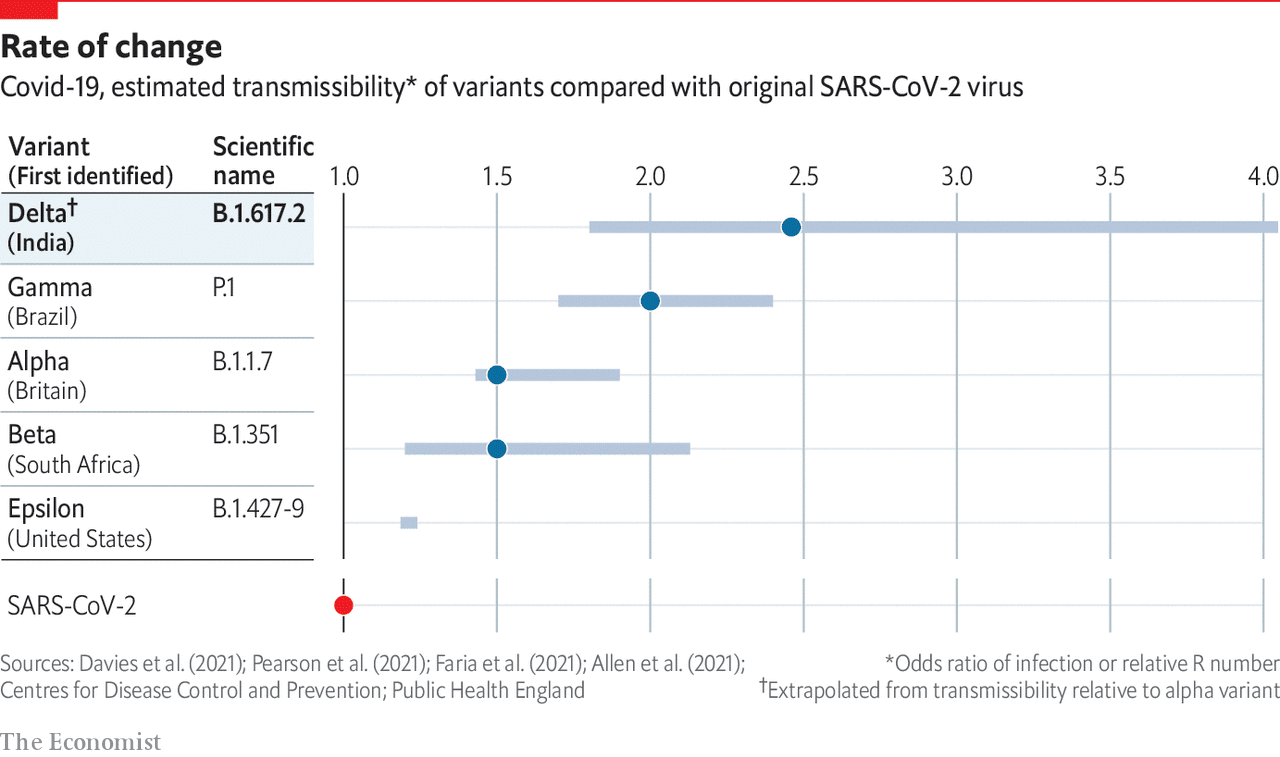 Rate of change
Covid-19, estimated transmissibility* of variants compared with original SARS-CoV-2 virus
Variant
(First identified)
Scientific
name
1.0 1.5 2.0 2.5 3.0 3.5 4.0
Delta† B.1.617.2
(India)
Gamma P.1
(Brazil)
Alpha B.1.1.7
(Britain)
Beta B.1.351
(South Africa)
Epsilon B.1.427-9
(United States)
SARS-CoV-2
Sources: Davies et al. (2021); Pearson et al. (2021); Faria et al. (2021); Allen et al. (2021);
Centres for Disease Control and Prevention; Public Health England
*Odds ratio of infection or relative R number
†Extrapolated from transmissibility relative to alpha variant
The Economist